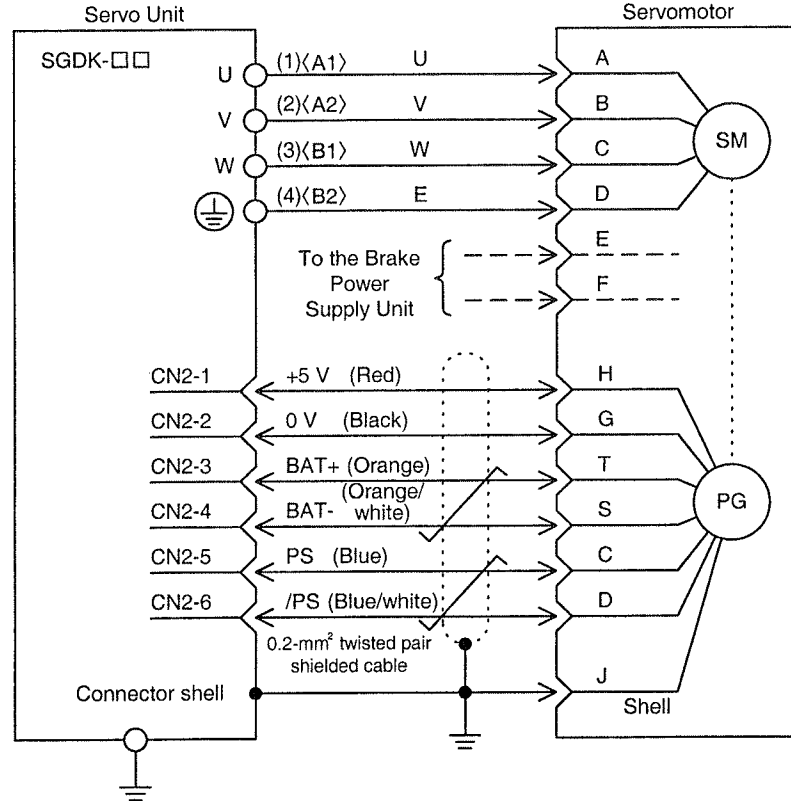 Servo Unit
Servomotor
SGDK-□□
U (1)⟨A1⟩ U A
V (2)⟨A2⟩ V B
SM
W (3)⟨B1⟩ W C
(4)⟨B2⟩ E D
To the Brake
Power
Supply Unit
E
F
CN2-1 +5 V (Red) H
CN2-2 0 V (Black) G
CN2-3 BAT+ (Orange) T
CN2-4 BAT- (Orange/
white) S
PG
CN2-5 PS (Blue) C
CN2-6 /PS (Blue/white) D
0.2-mm² twisted pair
shielded cable
Connector shell
J
Shell